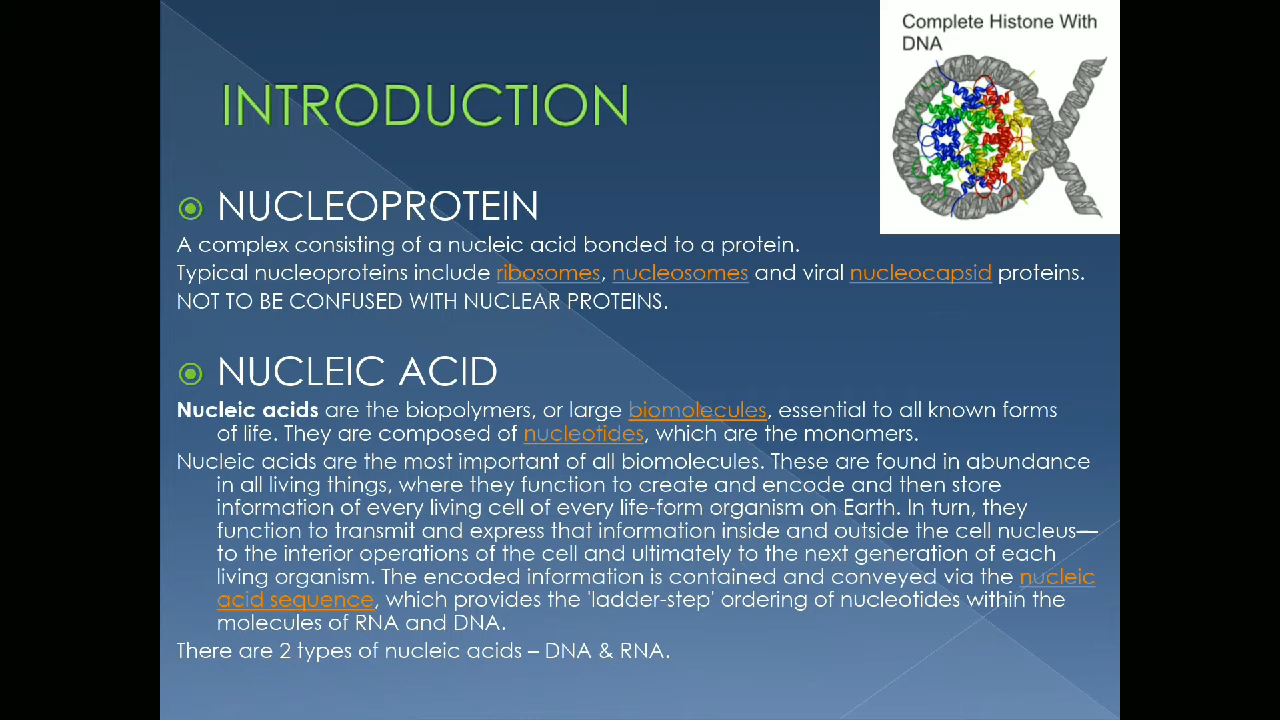 Complete Histone With
DNA
INTRODUCTION
NUCLEOPROTEIN
A complex consisting of a nucleic acid bonded to a protein.
Typical nucleoproteins include ribosomes, nucleosomes and viral nucleocapsid proteins.
NOT TO BE CONFUSED WITH NUCLEAR PROTEINS.
NUCLEIC ACID
Nucleic acids are the biopolymers, or large biomolecules, essential to all known forms
of life. They are composed of nucleotides, which are the monomers.
Nucleic acids are the most important of all biomolecules. These are found in abundance
in all living things, where they function to create and encode and then store
information of every living cell of every life-form organism on Earth. In turn, they
function to transmit and express that information inside and outside the cell nucleus—
to the interior operations of the cell and ultimately to the next generation of each
living organism. The encoded information is contained and conveyed via the nucleic
acid sequence, which provides the 'ladder-step' ordering of nucleotides within the
molecules of RNA and DNA.
There are 2 types of nucleic acids – DNA & RNA.